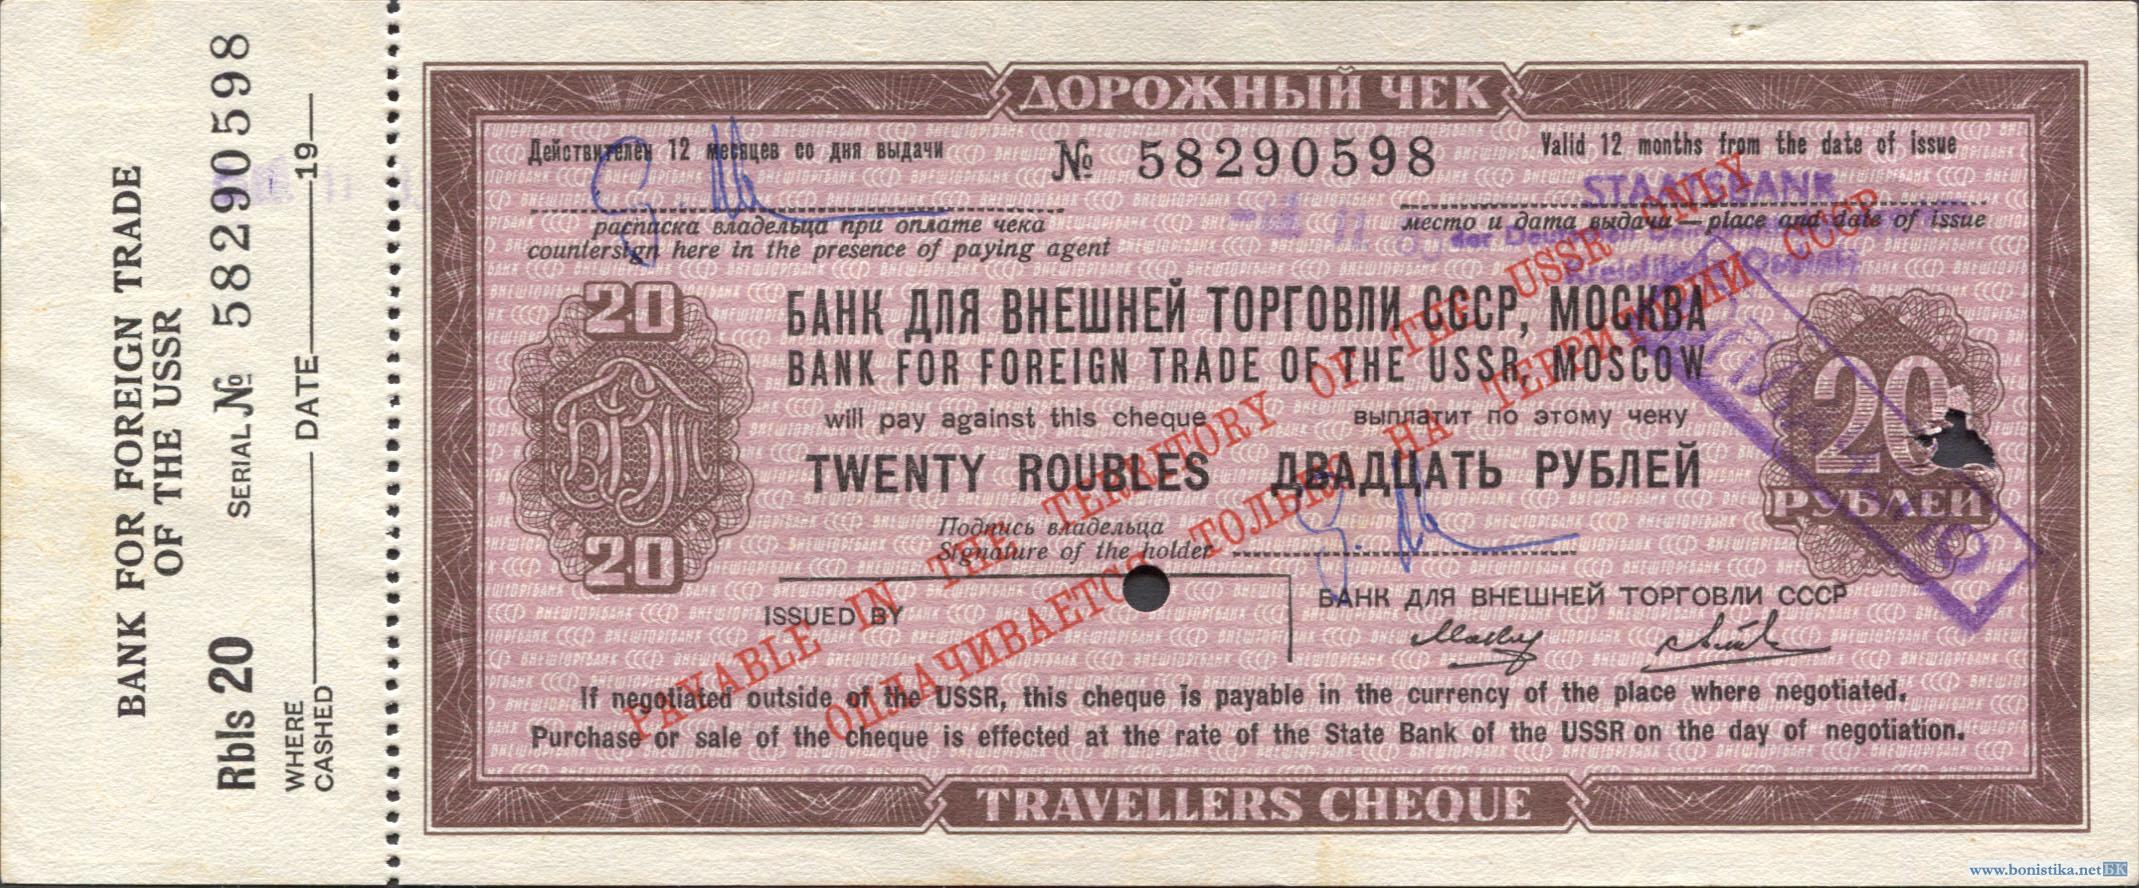 BANK FOR FOREIGN TRADE
OF THE USSR
SERIAL № 58290598
Rbls 20
WHERE CASHED DATE 19
ДОРОЖНЫЙ ЧЕК
Действителен 12 месяцев со дня выдачи
№ 58290598
Valid 12 months from the date of issue
STAATSBANK
расписка владельца при оплате чека
countersign here in the presence of paying agent
место и дата выдачи — place and date of issue
der
11
20
БАНК ДЛЯ ВНЕШНЕЙ ТОРГОВЛИ СССР, МОСКВА
BANK FOR FOREIGN TRADE OF THE USSR, MOSCOW
will pay against this cheque
выплатит по этому чеку
БВТ
20
РУБЛЕЙ
TWENTY ROUBLES ДВАДЦАТЬ РУБЛЕЙ
Подпись владельца
Signature of the holder
20
ISSUED BY
БАНК ДЛЯ ВНЕШНЕЙ ТОРГОВЛИ СССР
PAYABLE IN THE TERRITORY OF THE USSR ONLY
ОПЛАЧИВАЕТСЯ ТОЛЬКО НА ТЕРРИТОРИИ СССР
If negotiated outside of the USSR, this cheque is payable in the currency of the place where negotiated.
Purchase or sale of the cheque is effected at the rate of the State Bank of the USSR on the day of negotiation.
TRAVELLERS CHEQUE
www.bonistika.net БК